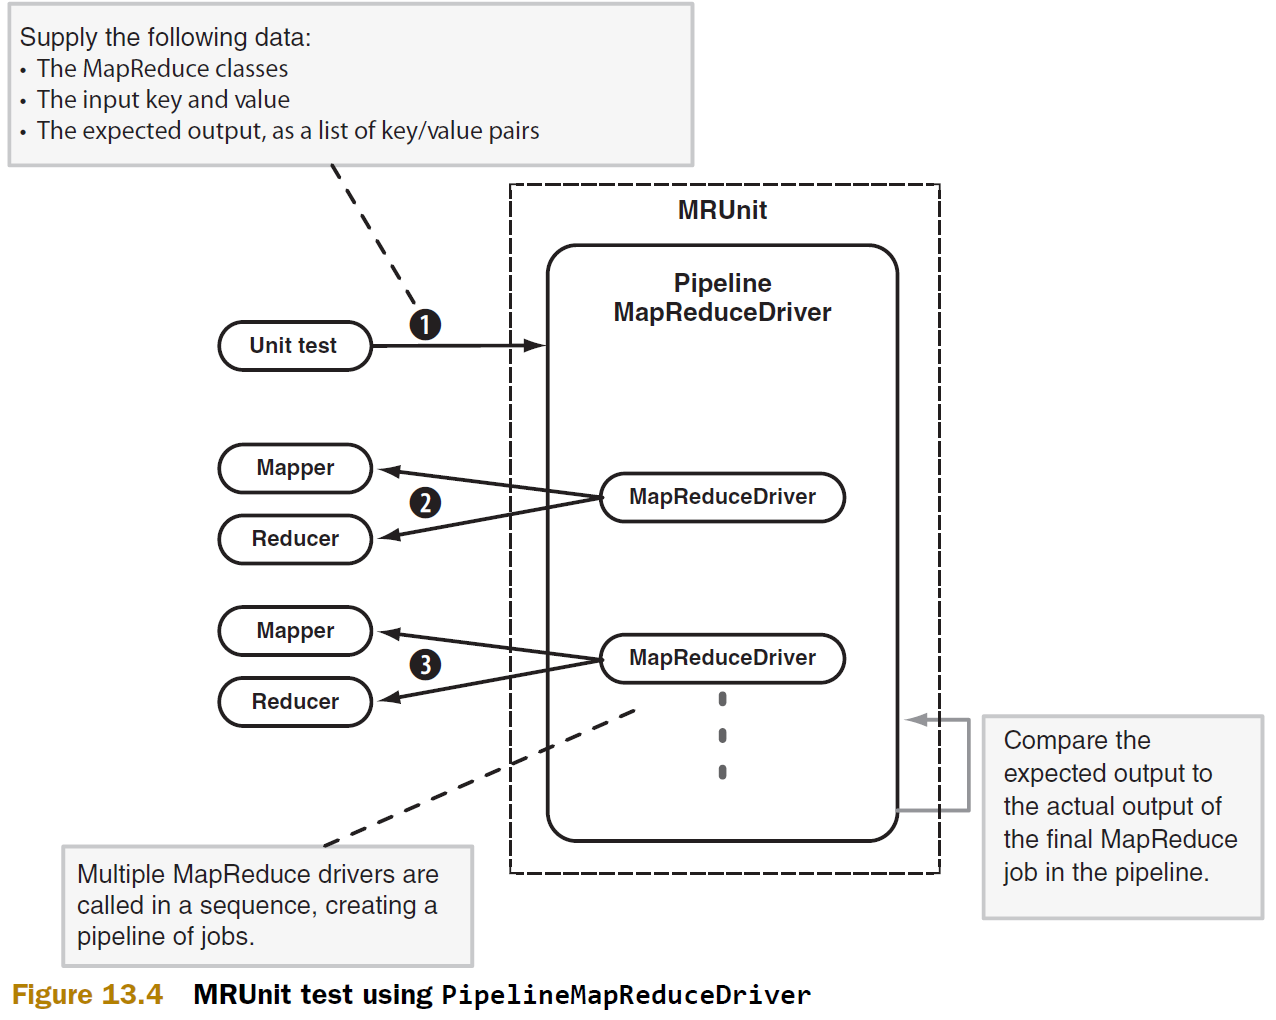 Supply the following data:
• The MapReduce classes
• The input key and value
• The expected output, as a list of key/value pairs
MRUnit
Pipeline
MapReduceDriver
1
Unit test
Mapper
2
MapReduceDriver
Reducer
Mapper
3
MapReduceDriver
Reducer
Compare the
expected output to
the actual output of
the final MapReduce
job in the pipeline.
Multiple MapReduce drivers are
called in a sequence, creating a
pipeline of jobs.
Figure 13.4 MRUnit test using PipelineMapReduceDriver